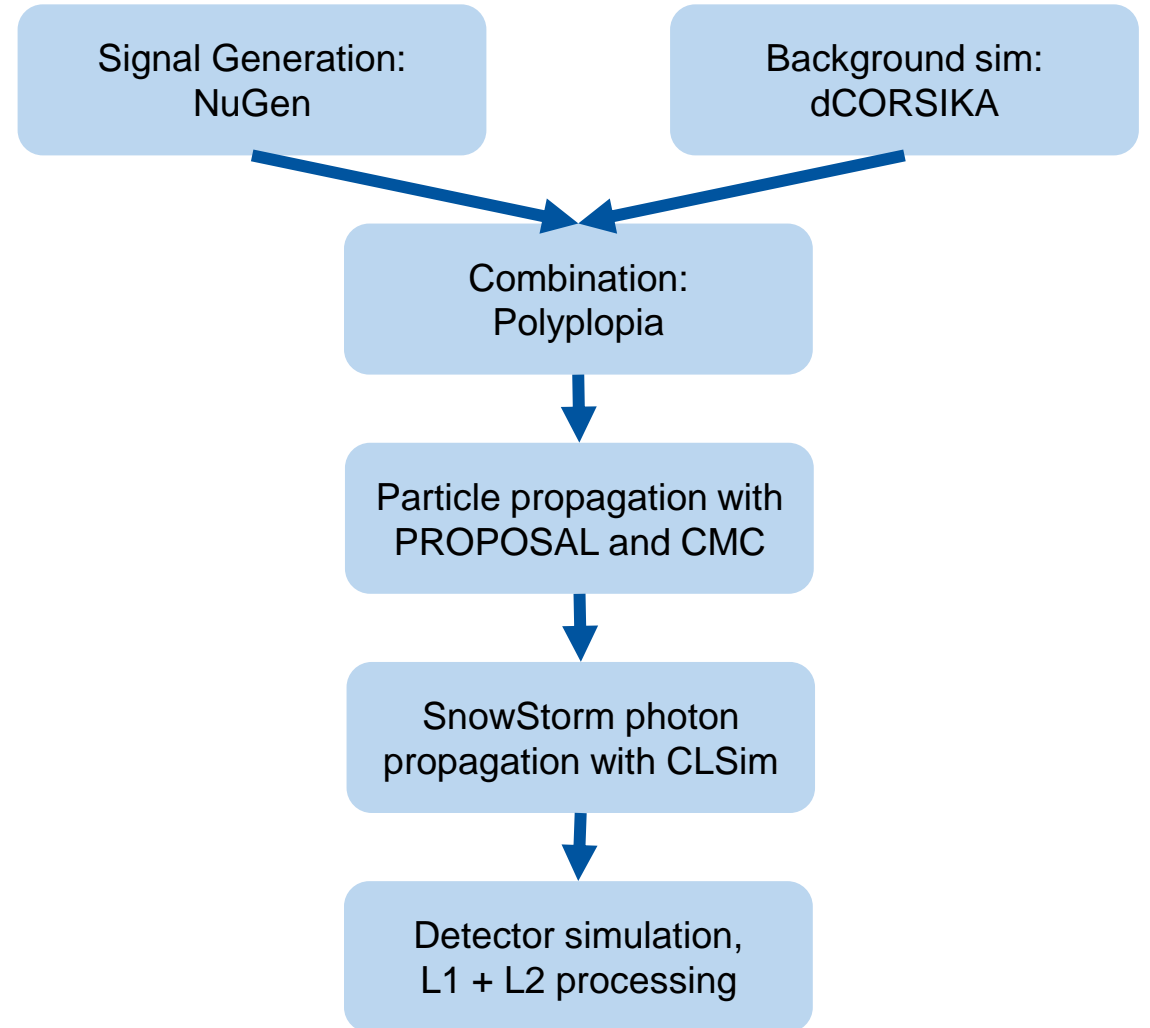 Signal Generation:
NuGen
Background sim:
dCORSIKA
Combination:
Polyplopia
Particle propagation with
PROPOSAL and CMC
SnowStorm photon
propagation with CLSim
Detector simulation,
L1 + L2 processing